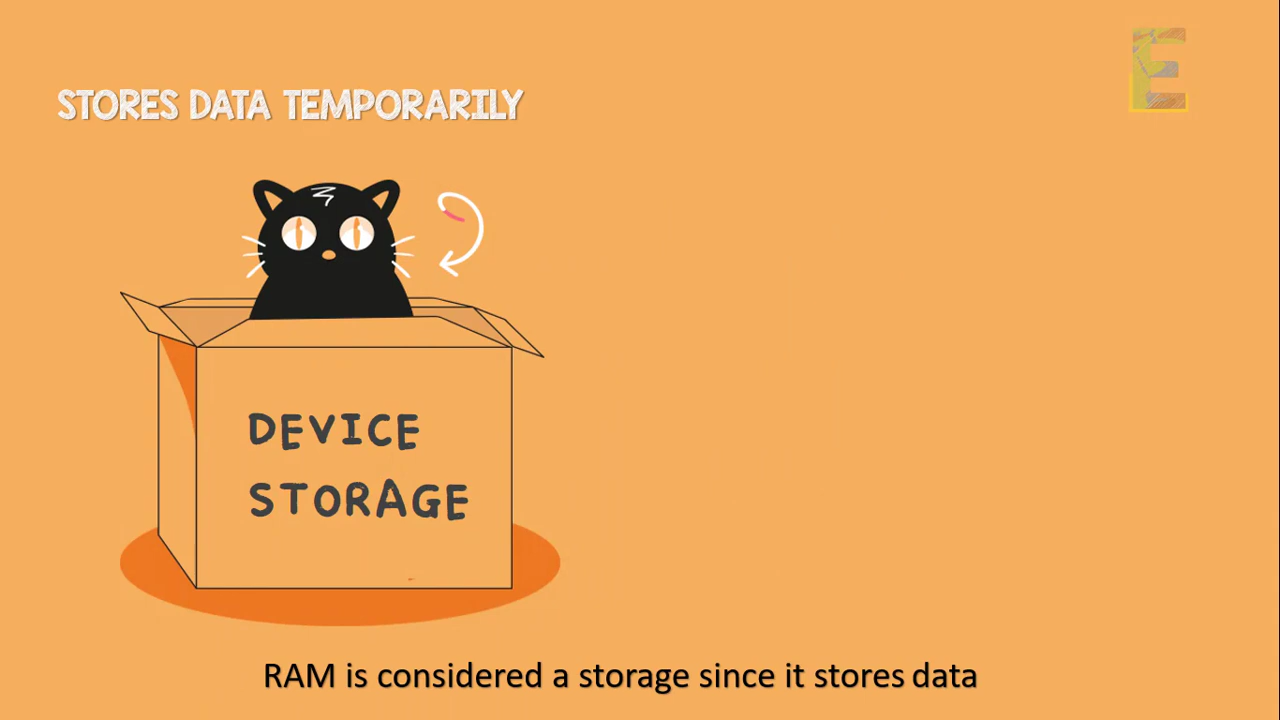 E
STORES DATA TEMPORARILY
DEVICE
STORAGE
RAM is considered a storage since it stores data